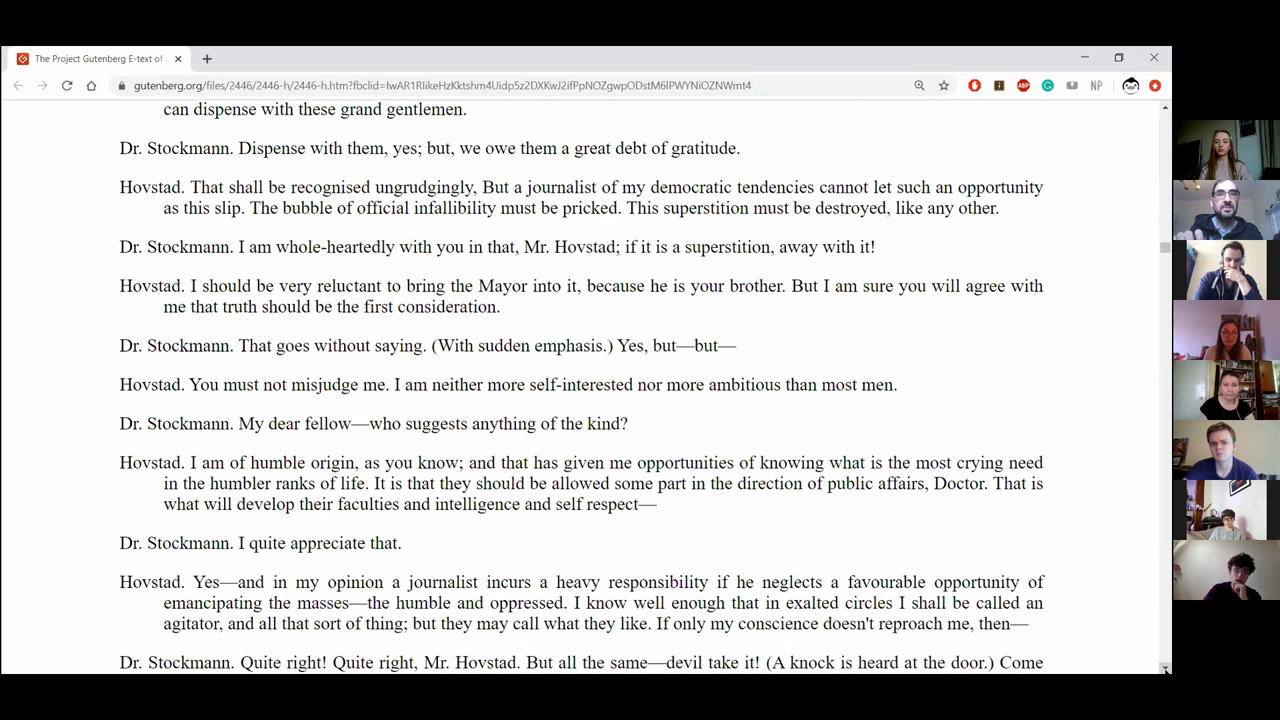 The Project Gutenberg E-text of
gutenberg.org/files/2446/2446-h/2446-h.htm?fbclid=IwAR1RIikeHzKktshm4Uidp5z2DXKwJ2ifPpNOZgwpODstM6lPWYNiOZNWmt4
ABP
NP
can dispense with these grand gentlemen.
Dr. Stockmann. Dispense with them, yes; but, we owe them a great debt of gratitude.
Hovstad. That shall be recognised ungrudgingly, But a journalist of my democratic tendencies cannot let such an opportunity
as this slip. The bubble of official infallibility must be pricked. This superstition must be destroyed, like any other.
Dr. Stockmann. I am whole-heartedly with you in that, Mr. Hovstad; if it is a superstition, away with it!
Hovstad. I should be very reluctant to bring the Mayor into it, because he is your brother. But I am sure you will agree with
me that truth should be the first consideration.
Dr. Stockmann. That goes without saying. (With sudden emphasis.) Yes, but—but—
Hovstad. You must not misjudge me. I am neither more self-interested nor more ambitious than most men.
Dr. Stockmann. My dear fellow—who suggests anything of the kind?
Hovstad. I am of humble origin, as you know; and that has given me opportunities of knowing what is the most crying need
in the humbler ranks of life. It is that they should be allowed some part in the direction of public affairs, Doctor. That is
what will develop their faculties and intelligence and self respect—
Dr. Stockmann. I quite appreciate that.
Hovstad. Yes—and in my opinion a journalist incurs a heavy responsibility if he neglects a favourable opportunity of
emancipating the masses—the humble and oppressed. I know well enough that in exalted circles I shall be called an
agitator, and all that sort of thing; but they may call what they like. If only my conscience doesn't reproach me, then—
Dr. Stockmann. Quite right! Quite right, Mr. Hovstad. But all the same—devil take it! (A knock is heard at the door.) Come